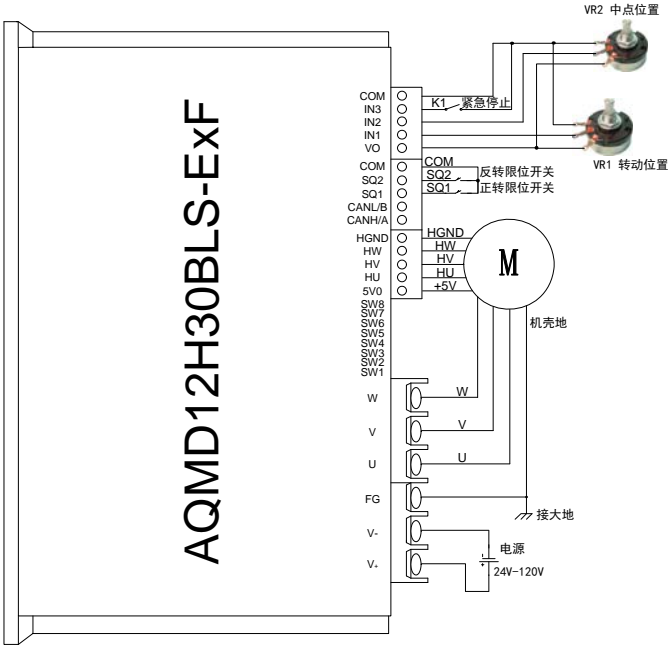 VR2 中点位置
VR1 转动位置
AQMD12H30BLS-ExF
COM
IN3
IN2
IN1
VO
K1
紧急停止
COM
SQ2
SQ1
CANL/B
CANH/A
COM
SQ2
反转限位开关
SQ1
正转限位开关
HGND
HW
HV
HU
5V0
HGND
HW
HV
HU
+5V
M
机壳地
SW8
SW7
SW6
SW5
SW4
SW3
SW2
SW1
W
W
V
V
U
U
FG
接大地
V-
V+
电源
24V-120V